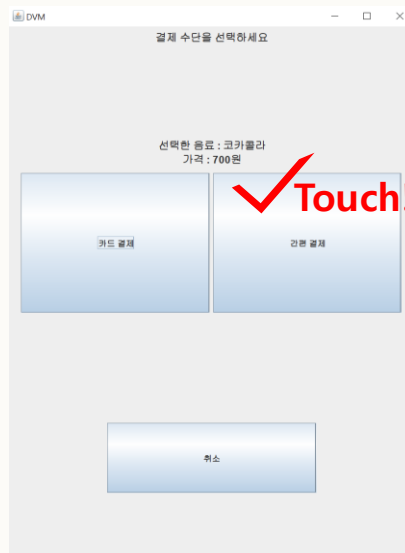 DVM
결제 수단을 선택하세요
선택한 음료 : 코카콜라
가격 : 700원
Touch!
카드 결제
간편 결제
취소